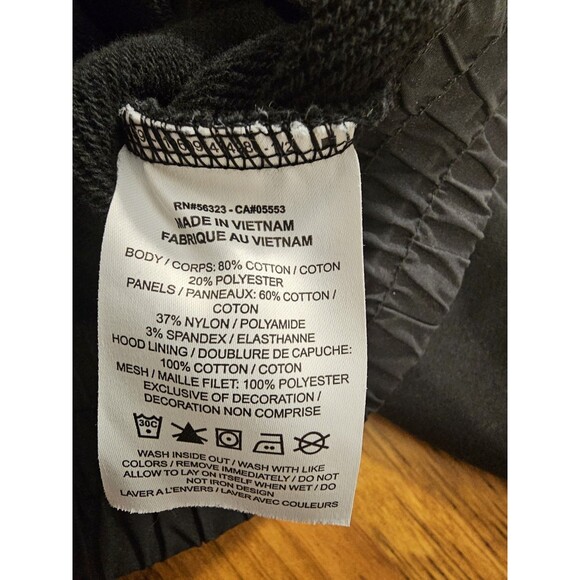 RN#56323 - CA#05553
MADE IN VIETNAM
FABRIQUE AU VIETNAM
BODY / CORPS: 80% COTTON / COTON
20% POLYESTER
PANELS / PANNEAUX: 60% COTTON /
COTON
37% NYLON / POLYAMIDE
3% SPANDEX / ELASTHANNE
HOOD LINING / DOUBLURE DE CAPUCHE:
100% COTTON / COTON
MESH / MAILLE FILET: 100% POLYESTER
EXCLUSIVE OF DECORATION /
DECORATION NON COMPRISE
30C
WASH INSIDE OUT / WASH WITH LIKE
COLORS / REMOVE IMMEDIATELY / DO NOT
ALLOW TO LAY ON ITSELF WHEN WET / DO
NOT IRON DESIGN
LAVER A L'ENVERS / LAVER AVEC COULEURS